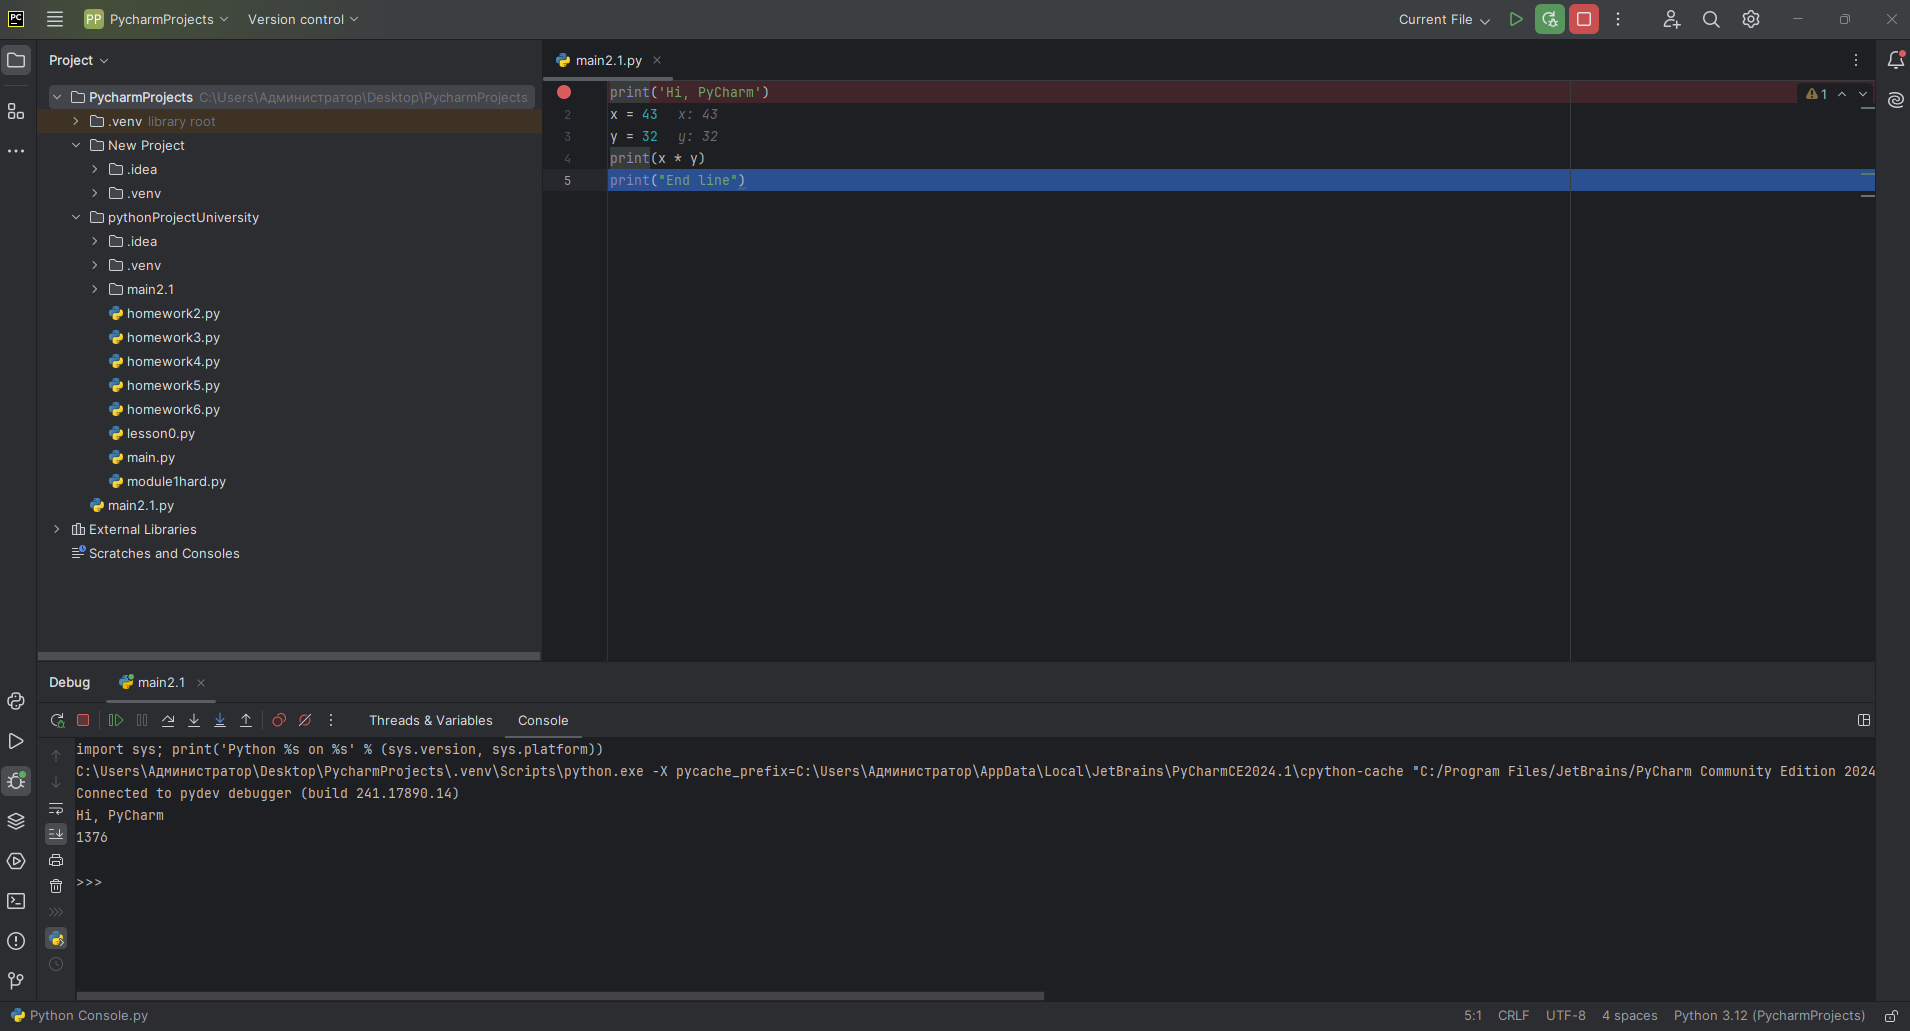 PC
PP PycharmProjects
Version control
Current File
Project
PycharmProjects C:\Users\Администратор\Desktop\PycharmProjects
.venv library root
New Project
.idea
.venv
pythonProjectUniversity
.idea
.venv
main2.1
homework2.py
homework3.py
homework4.py
homework5.py
homework6.py
lesson0.py
main.py
module1hard.py
main2.1.py
External Libraries
Scratches and Consoles
main2.1.py
print('Hi, PyCharm')
1
2 x = 43 x: 43
3 y = 32 y: 32
4 print(x * y)
5 print("End line")
Debug
main2.1
Threads & Variables
Console
import sys; print('Python %s on %s' % (sys.version, sys.platform))
C:\Users\Администратор\Desktop\PycharmProjects\.venv\Scripts\python.exe -X pycache_prefix=C:\Users\Администратор\AppData\Local\JetBrains\PyCharmCE2024.1\cpython-cache "C:/Program Files/JetBrains/PyCharm Community Edition 2024
Connected to pydev debugger (build 241.17890.14)
Hi, PyCharm
1376
>>>
Python Console.py
5:1 CRLF UTF-8 4 spaces Python 3.12 (PycharmProjects)